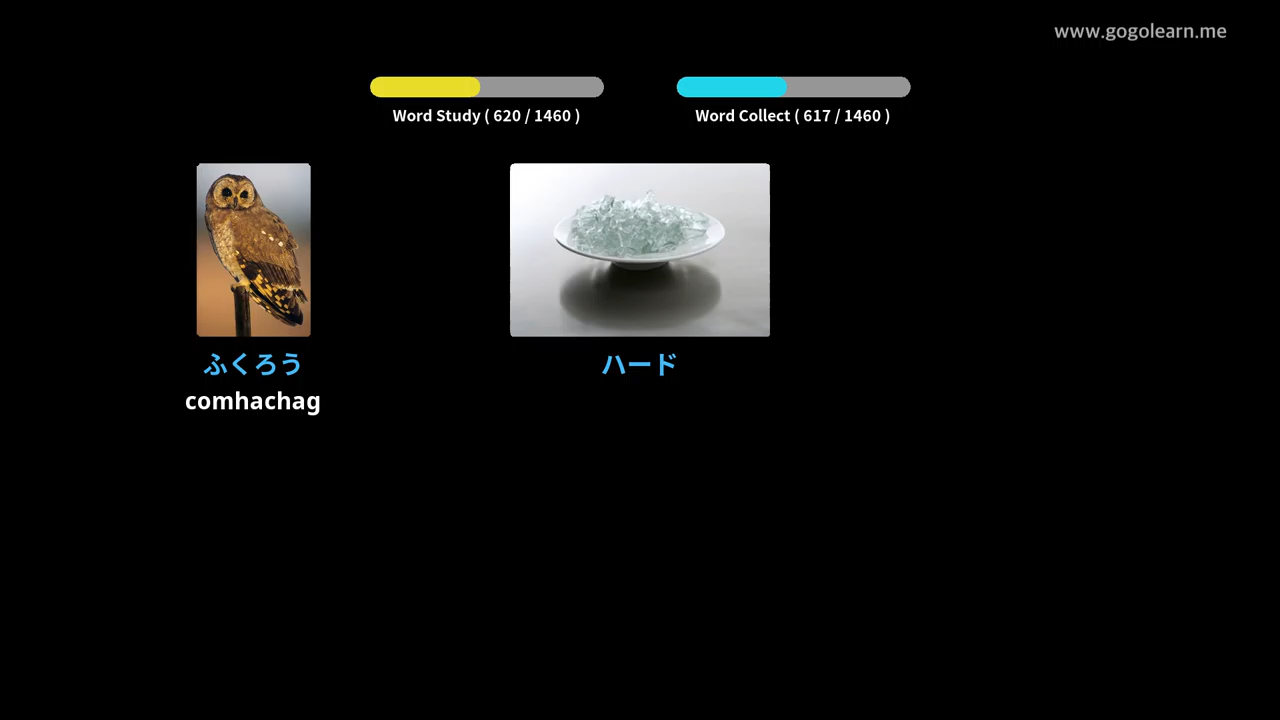 www.gogolearn.me
Word Study ( 620 / 1460 )
Word Collect ( 617 / 1460 )
ふくろう
comhachag
ハード